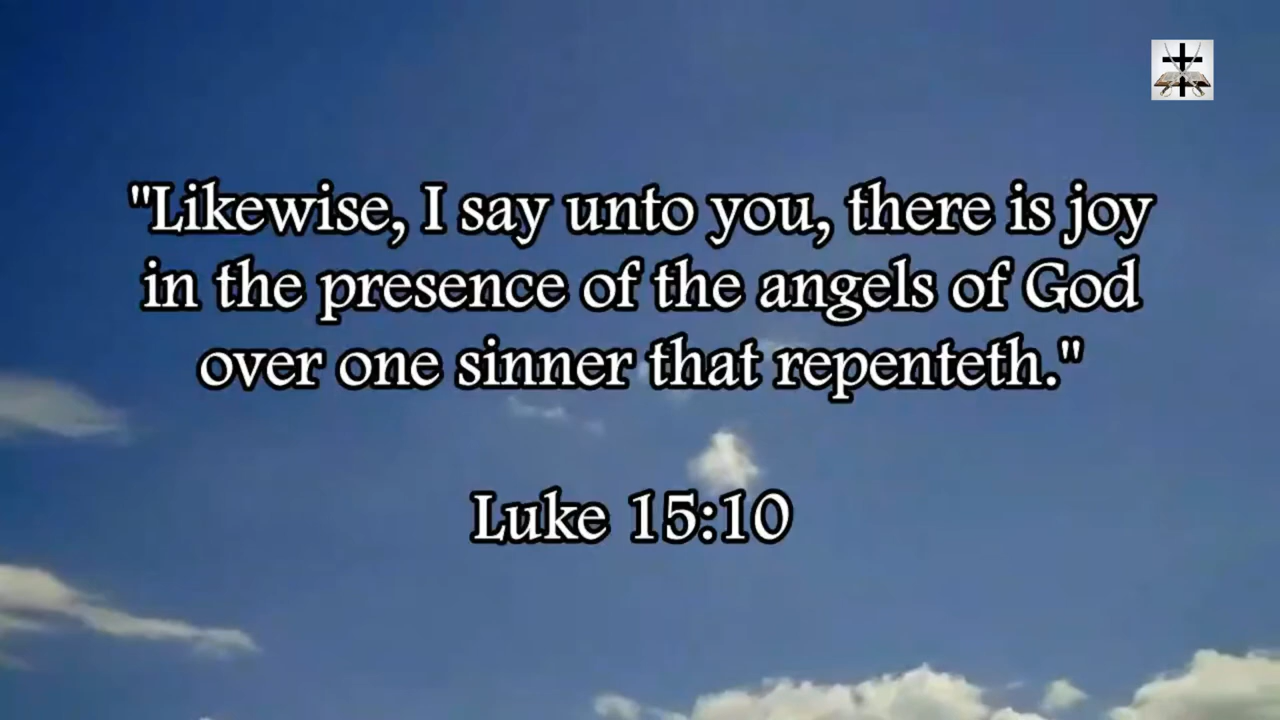 "Likewise, I say unto you, there is joy
in the presence of the angels of God
over one sinner that repenteth."
Luke 15:10